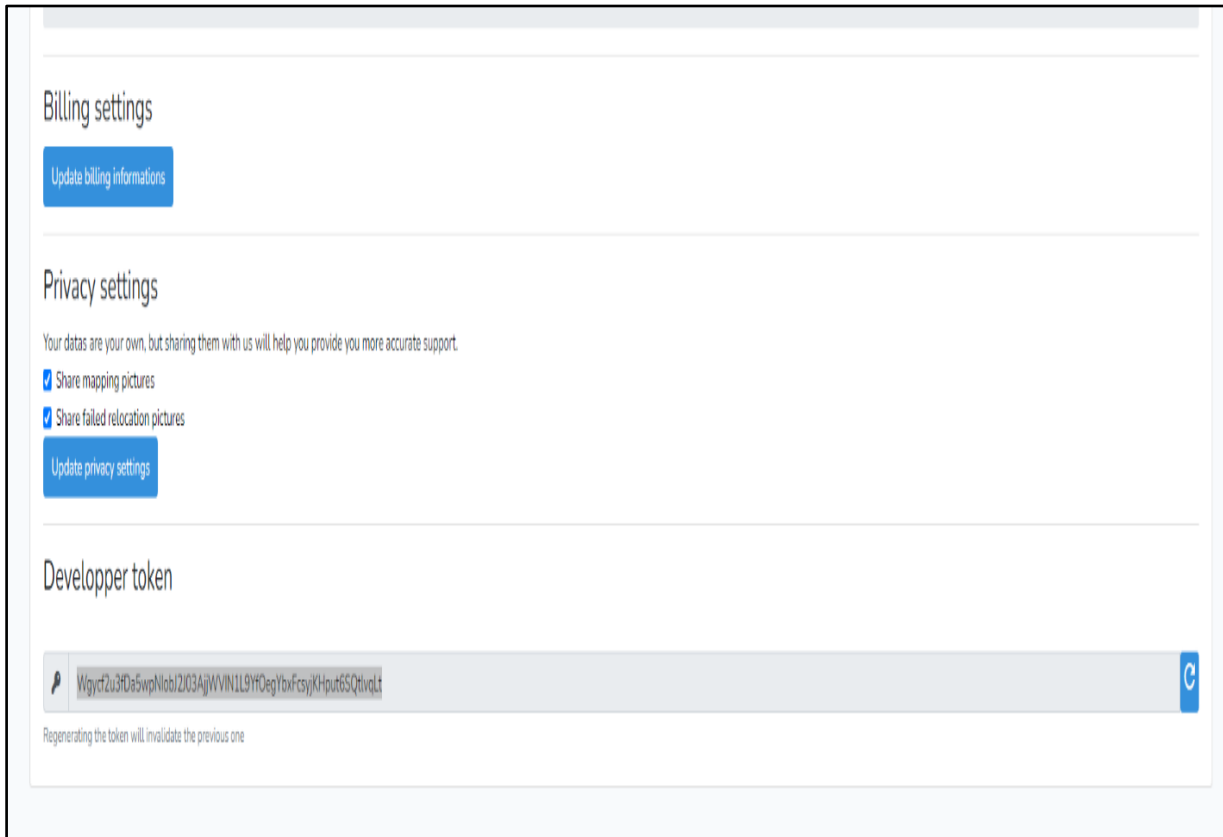 Billing settings
Update billing informations
Privacy settings
Your datas are your own, but sharing them with us will help you provide you more accurate support.
Share mapping pictures
Share failed relocation pictures
Update privacy settings
Developper token
Regenerating the token will invalidate the previous one